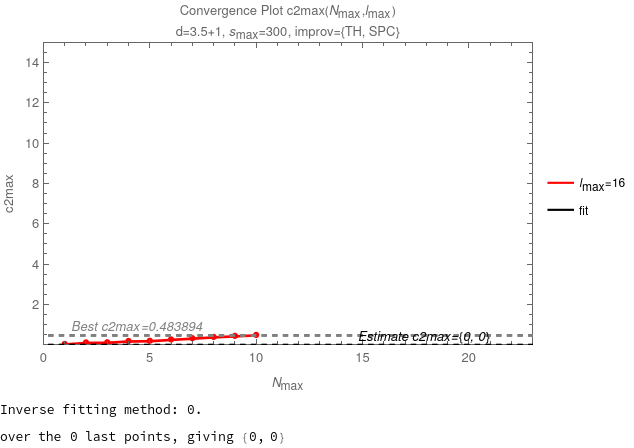 Convergence Plot c2max(Nmax,lmax)
d=3.5+1, smax=300, improv={TH, SPC}
14
12
10
8
6
4
2
c2max
lmax=16
fit
Best c2max=0.483894
Estimate c2max={0, 0}
0 5 10 15 20
Nmax
Inverse fitting method: 0.
over the 0 last points, giving {0, 0}